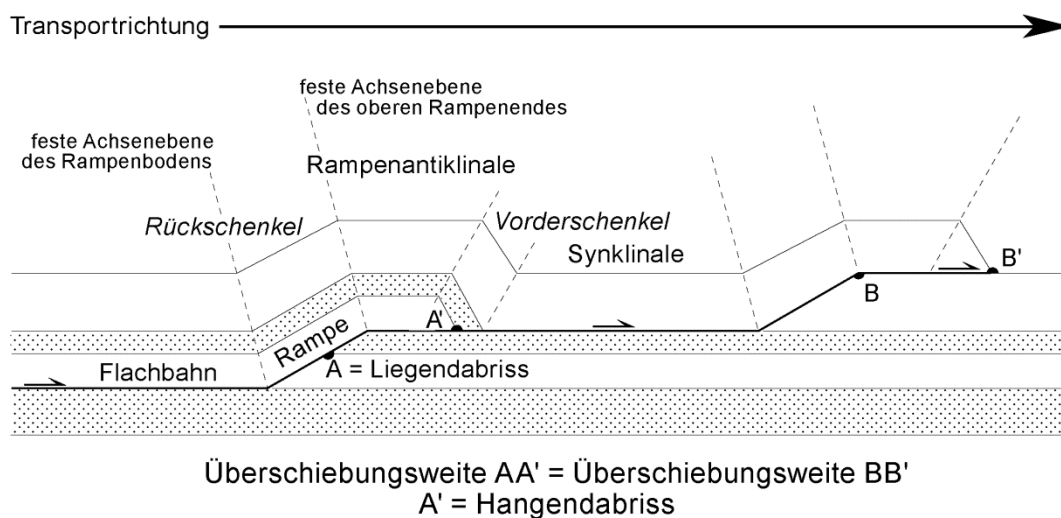 Transportrichtung
feste Achsenebene
des oberen Rampenendes
feste Achsenebene
des Rampenbodens
Rampenantiklinale
Rückschenkel
Vorderschenkel
Synklinale
B'
B
A'
Rampe
A = Liegendabriss
Flachbahn
Überschiebungsweite AA' = Überschiebungsweite BB'
A' = Hangendabriss